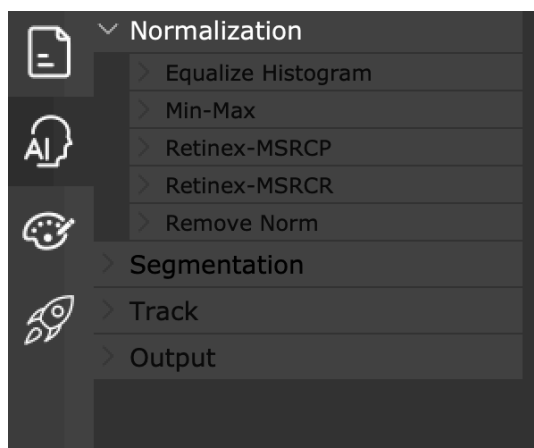 Normalization
Equalize Histogram
Min-Max
AI
Retinex-MSRCP
Retinex-MSRCR
Remove Norm
Segmentation
Track
Output